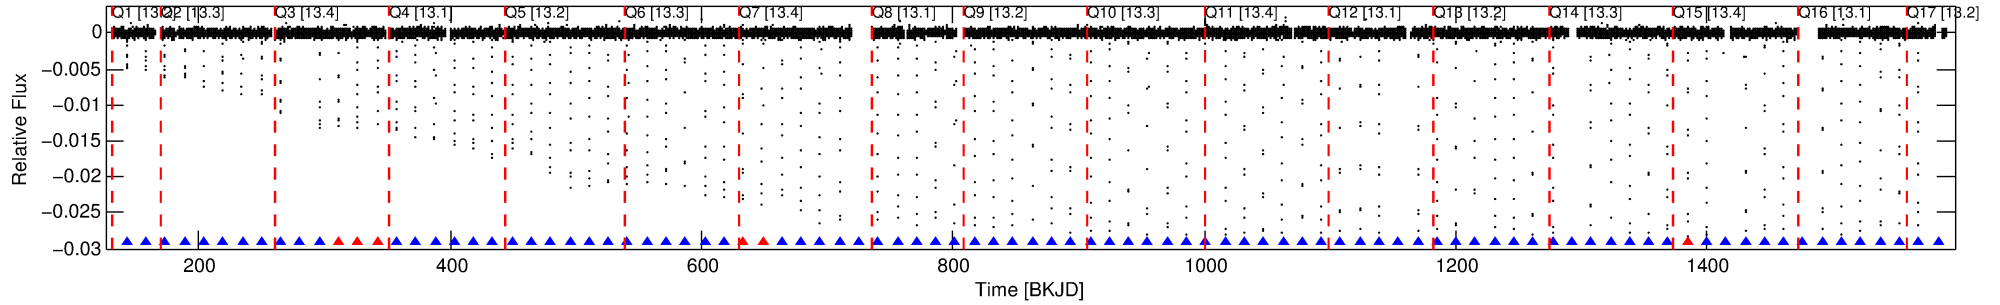 Q1 [13.2] Q2 [13.3] Q3 [13.4] Q4 [13.1] Q5 [13.2] Q6 [13.3] Q7 [13.4] Q8 [13.1] Q9 [13.2] Q10 [13.3] Q11 [13.4] Q12 [13.1] Q13 [13.2] Q14 [13.3] Q15 [13.4] Q16 [13.1] Q17 [13.2]
0
−0.005
−0.01
−0.015
−0.02
−0.025
−0.03
Relative Flux
200 400 600 800 1000 1200 1400
Time [BKJD]